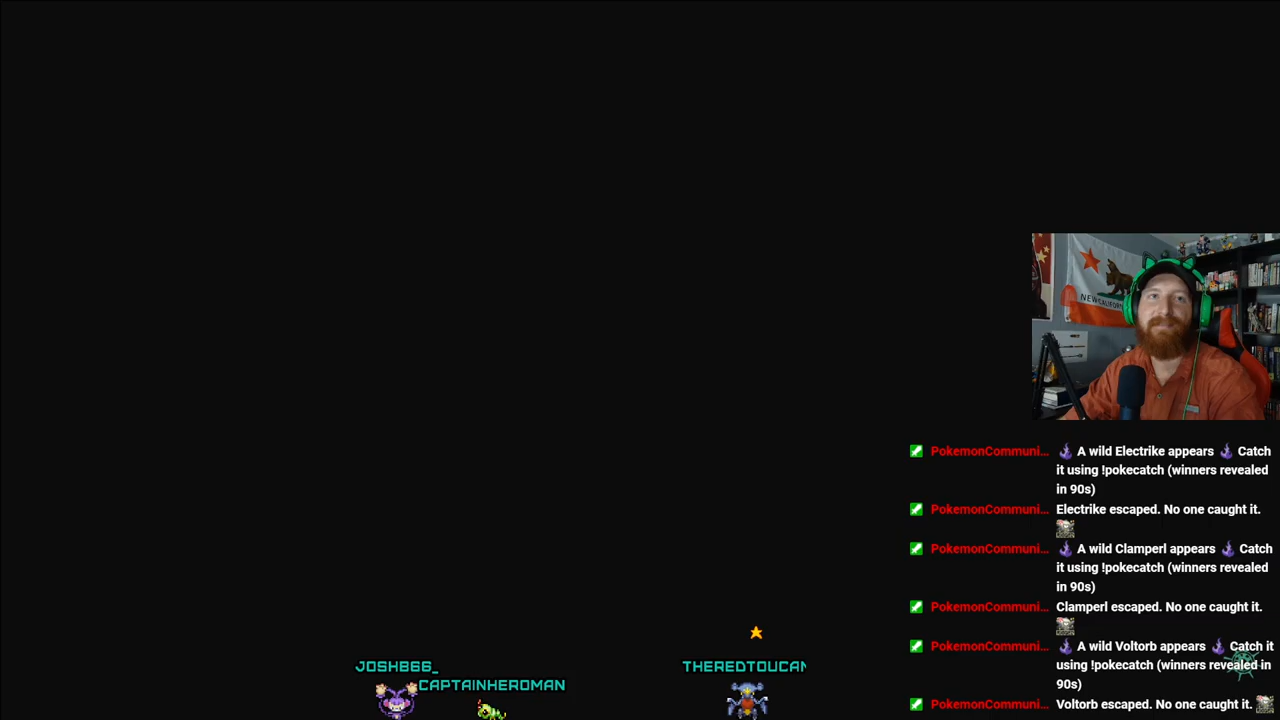 NEW CALIFOR
PokemonCommuni... A wild Electrike appears Catch
it using !pokecatch (winners revealed
in 90s)
PokemonCommuni... Electrike escaped. No one caught it.
PokemonCommuni... A wild Clamperl appears Catch
it using !pokecatch (winners revealed
in 90s)
PokemonCommuni... Clamperl escaped. No one caught it.
PokemonCommuni... A wild Voltorb appears Catch it
using !pokecatch (winners revealed in
90s)
PokemonCommuni... Voltorb escaped. No one caught it.
JOSH866_
CAPTAINHEROMAN
THEREDTOUCAN